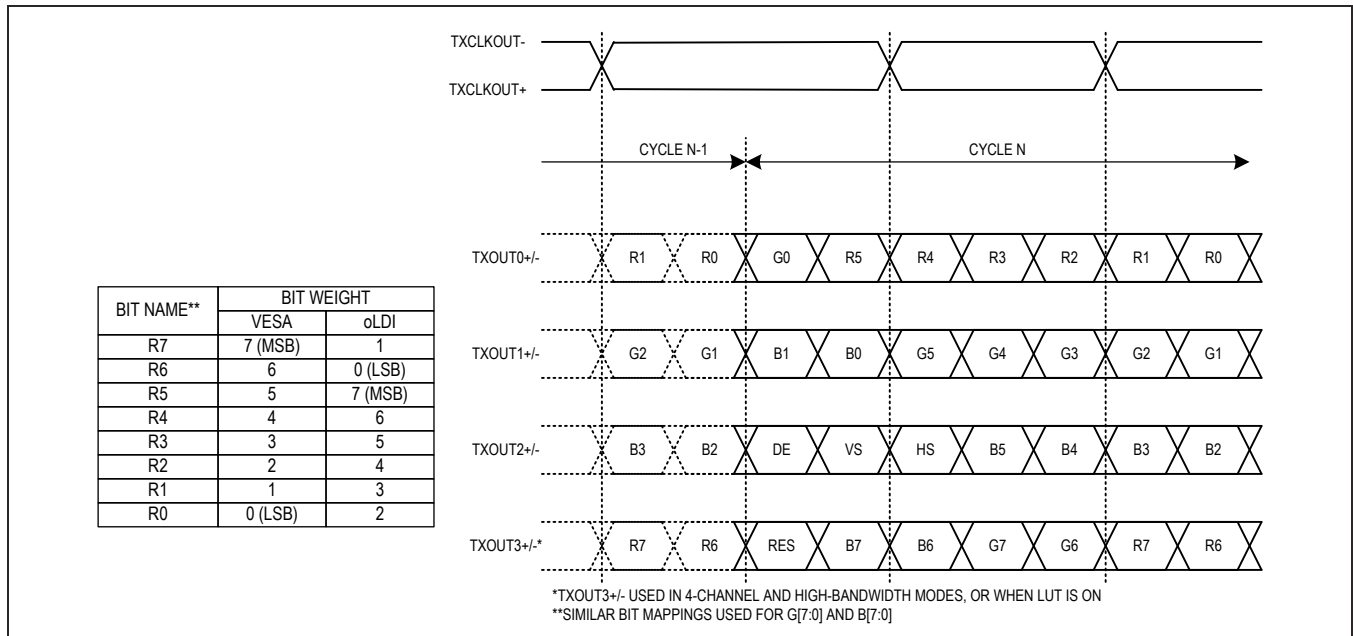 TXCLKOUT-
TXCLKOUT+
CYCLE N-1 CYCLE N
TXOUT0+/- R1 R0 G0 R5 R4 R3 R2 R1 R0
TXOUT1+/- G2 G1 B1 B0 G5 G4 G3 G2 G1
TXOUT2+/- B3 B2 DE VS HS B5 B4 B3 B2
TXOUT3+/-* R7 R6 RES B7 B6 G7 G6 R7 R6
BIT NAME** BIT WEIGHT
VESA oLDI
R7 7 (MSB) 1
R6 6 0 (LSB)
R5 5 7 (MSB)
R4 4 6
R3 3 5
R2 2 4
R1 1 3
R0 0 (LSB) 2
*TXOUT3+/- USED IN 4-CHANNEL AND HIGH-BANDWIDTH MODES, OR WHEN LUT IS ON
**SIMILAR BIT MAPPINGS USED FOR G[7:0] AND B[7:0]